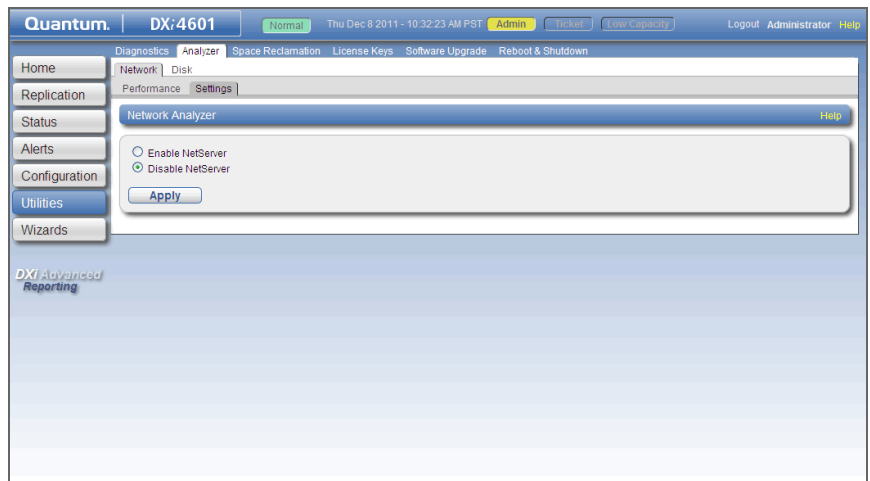 Quantum. DXi4601 Normal Thu Dec 8 2011 - 10:32:23 AM PST Admin Ticket Low Capacity Logout Administrator Help
Diagnostics Analyzer Space Reclamation License Keys Software Upgrade Reboot & Shutdown
Home
Replication
Status
Alerts
Configuration
Utilities
Wizards
DXi Advanced
Reporting
Network Disk
Performance Settings
Network Analyzer Help
Enable NetServer
Disable NetServer
Apply